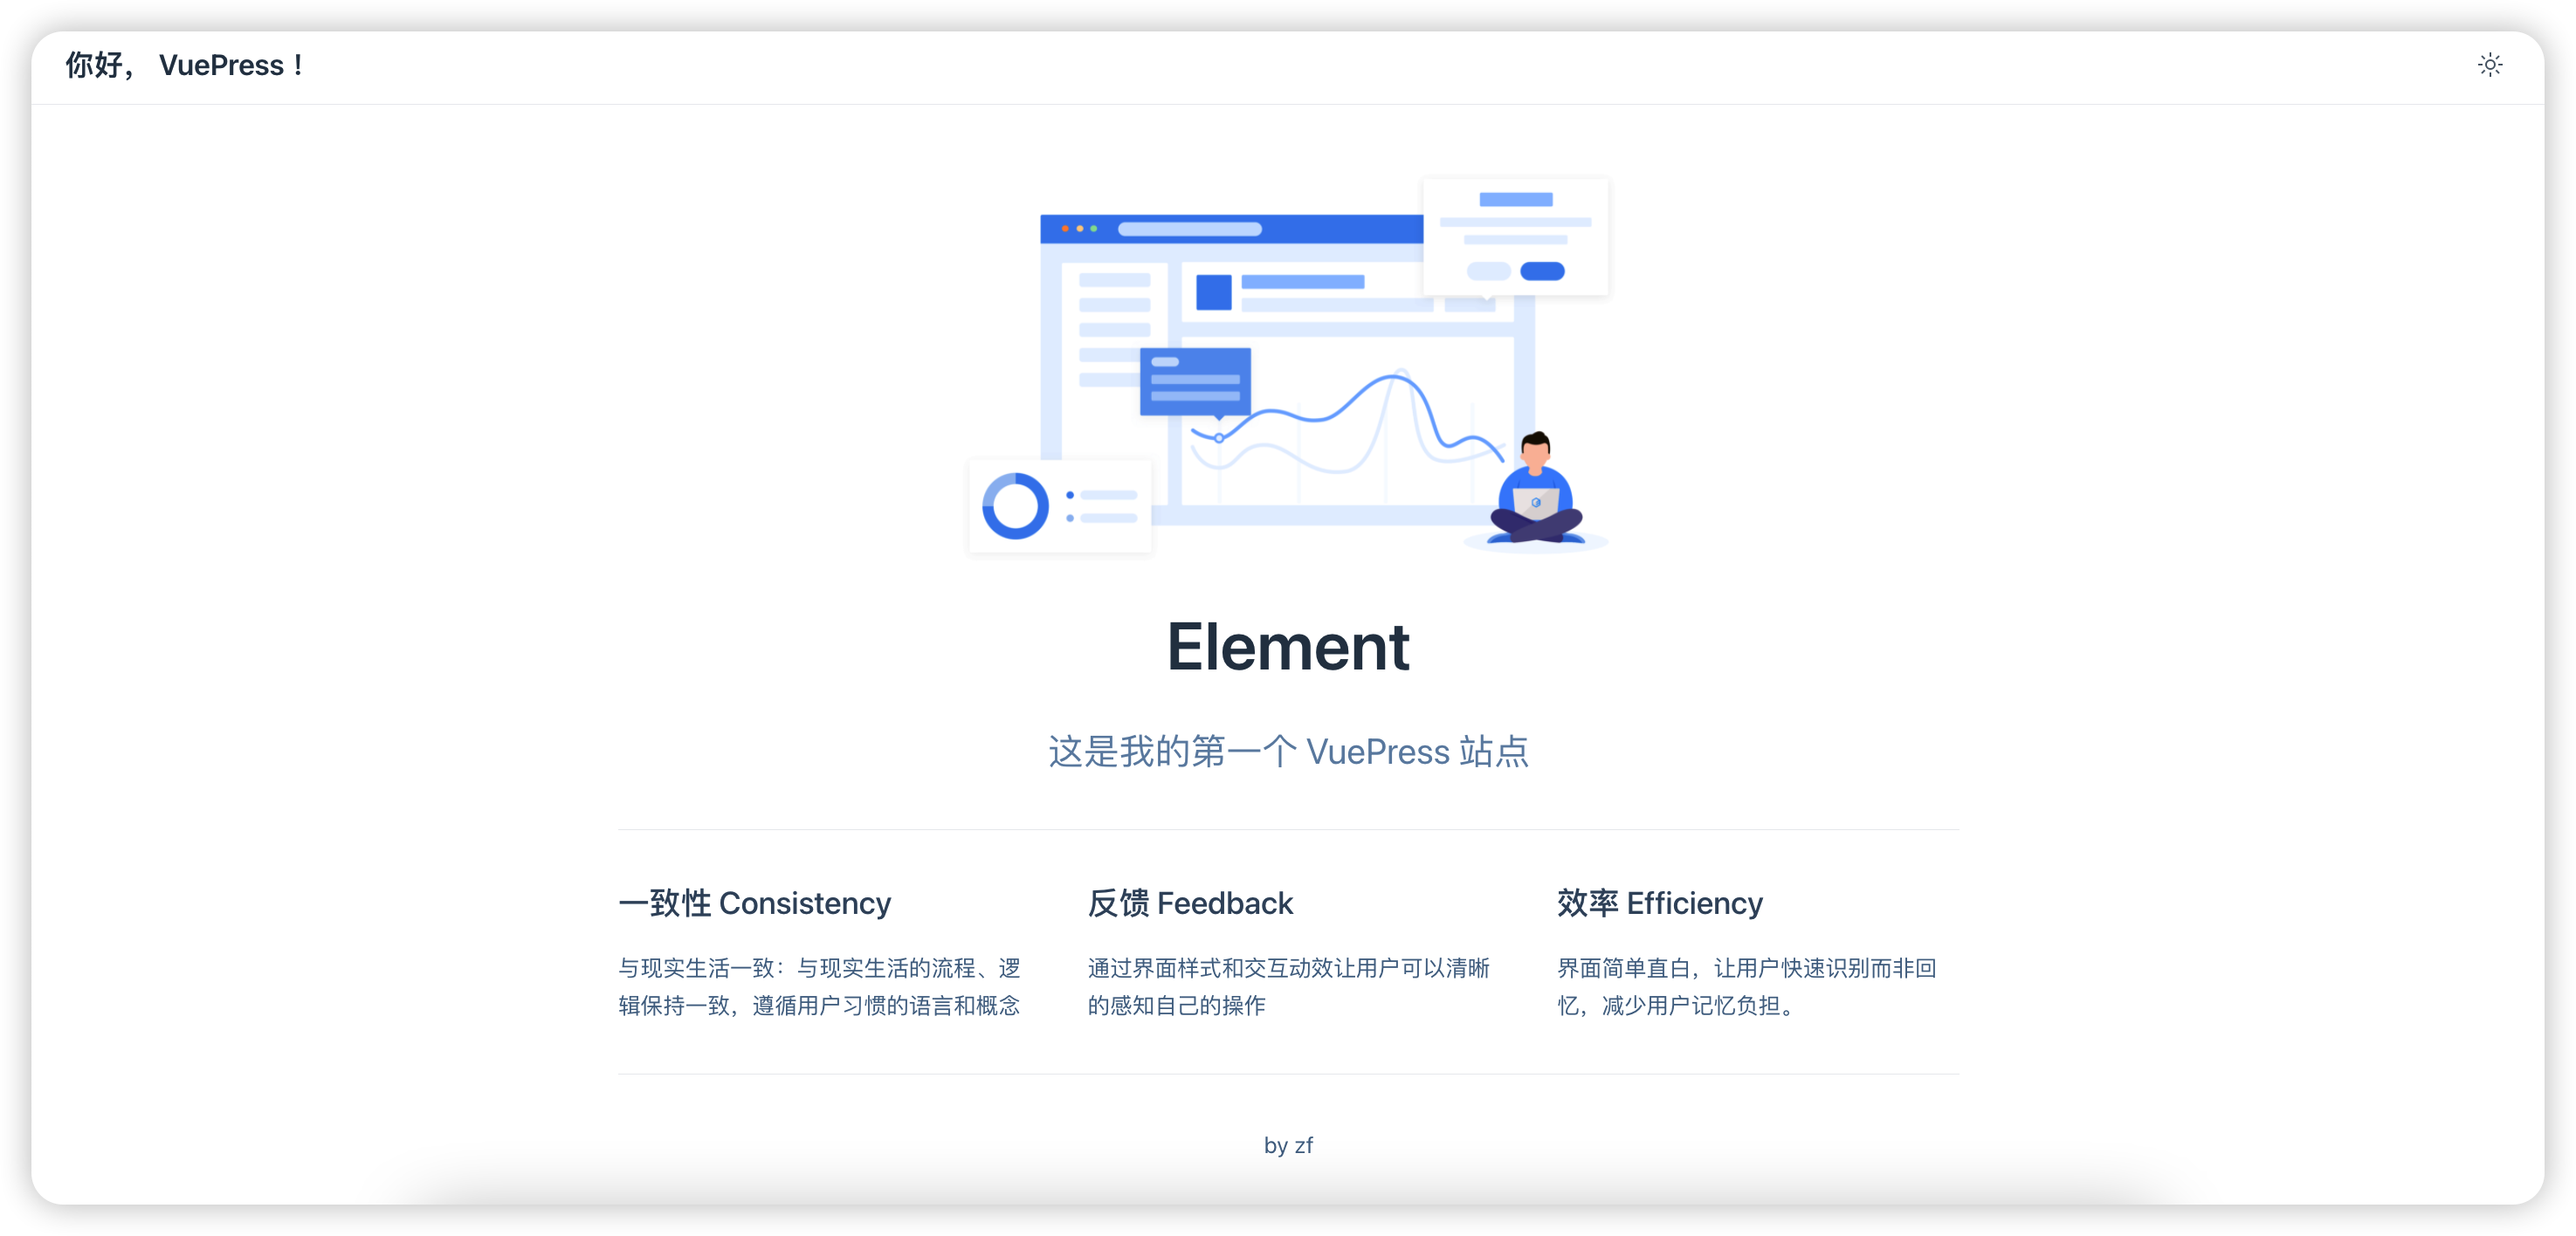 你好， VuePress ！
Element
这是我的第一个 VuePress 站点
一致性 Consistency
与现实生活一致：与现实生活的流程、逻
辑保持一致，遵循用户习惯的语言和概念
反馈 Feedback
通过界面样式和交互动效让用户可以清晰
的感知自己的操作
效率 Efficiency
界面简单直白，让用户快速识别而非回
忆，减少用户记忆负担。
by zf